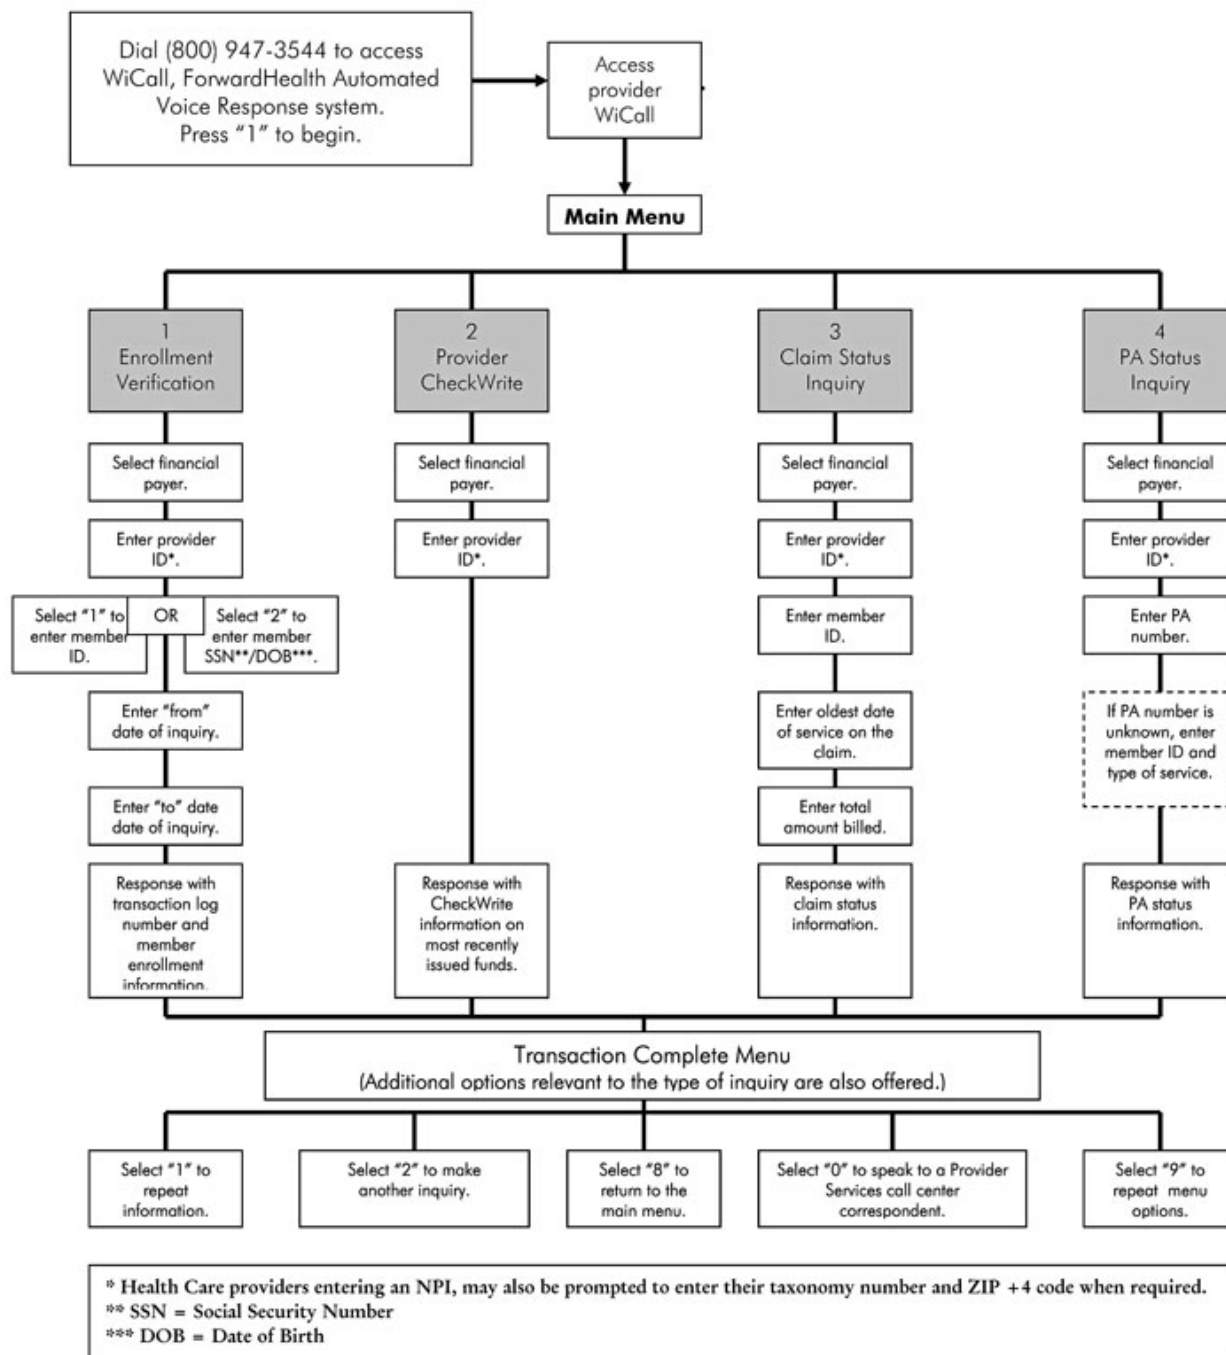 Dial (800) 947-3544 to access
WiCall, ForwardHealth Automated
Voice Response system.
Press “1” to begin.
Access
provider
WiCall
Main Menu
1
Enrollment
Verification
2
Provider
CheckWrite
3
Claim Status
Inquiry
4
PA Status
Inquiry
Select financial
payer.
Select financial
payer.
Select financial
payer.
Select financial
payer.
Enter provider
ID*.
Enter provider
ID*.
Enter provider
ID*.
Enter provider
ID*.
Select “1” to
enter member
ID.
OR
Select “2” to
enter member
SSN**/DOB***.
Enter member
ID.
Enter PA
number.
Enter “from”
date of inquiry.
Enter oldest date
of service on the
claim.
If PA number is
unknown, enter
member ID and
type of service.
Enter “to” date
date of inquiry.
Enter total
amount billed.
Response with
transaction log
number and
member
enrollment
information.
Response with
CheckWrite
information on
most recently
issued funds.
Response with
claim status
information.
Response with
PA status
information.
Transaction Complete Menu
(Additional options relevant to the type of inquiry are also offered.)
Select “1” to
repeat
information.
Select “2” to make
another inquiry.
Select “8” to
return to the
main menu.
Select “0” to speak to a Provider
Services call center
correspondent.
Select “9” to
repeat menu
options.
* Health Care providers entering an NPI, may also be prompted to enter their taxonomy number and ZIP +4 code when required.
** SSN = Social Security Number
*** DOB = Date of Birth